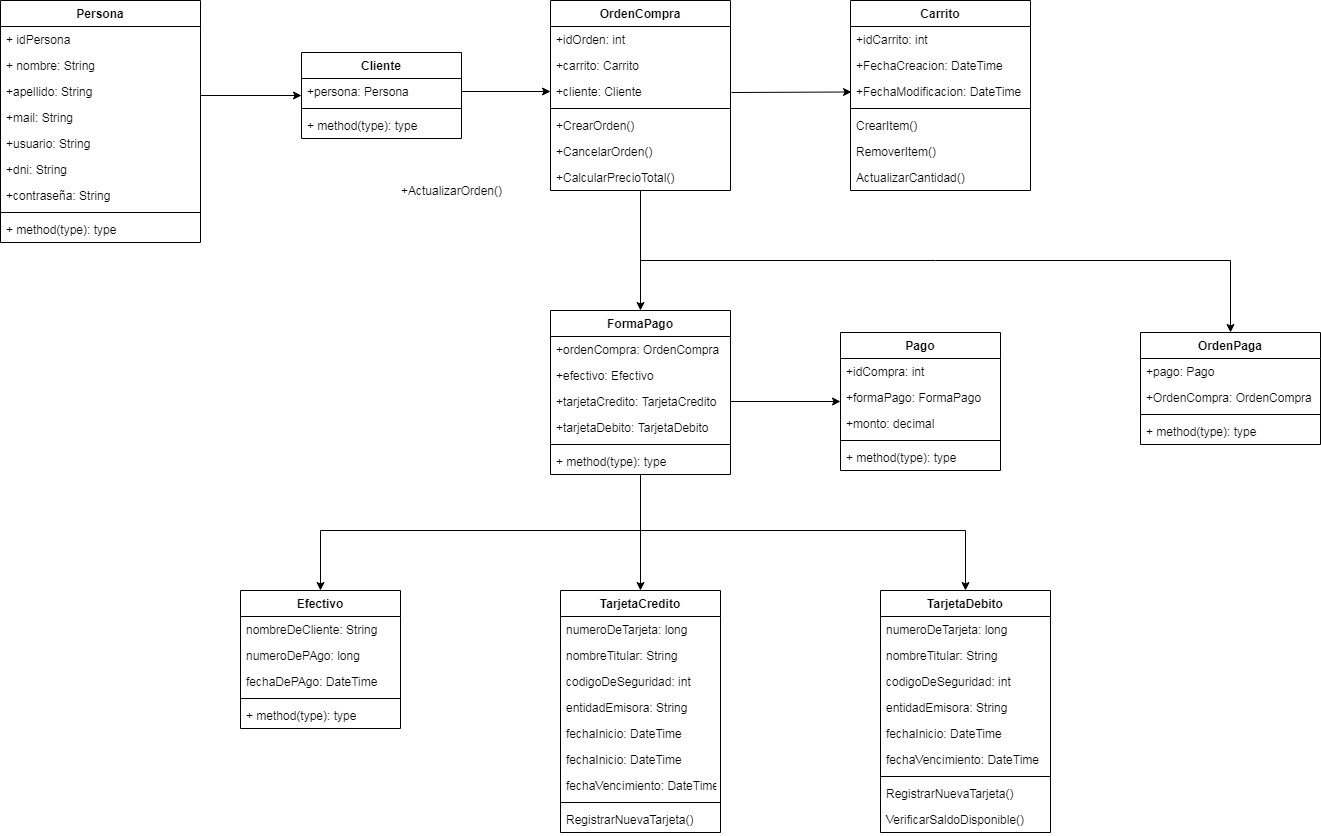 Persona
+ idPersona
+ nombre: String
+apellido: String
+mail: String
+usuario: String
+dni: String
+contraseña: String
+ method(type): type
Cliente
+persona: Persona
+ method(type): type
+ActualizarOrden()
OrdenCompra
+idOrden: int
+carrito: Carrito
+cliente: Cliente
+CrearOrden()
+CancelarOrden()
+CalcularPrecioTotal()
Carrito
+idCarrito: int
+FechaCreacion: DateTime
+FechaModificacion: DateTime
CrearItem()
RemoverItem()
ActualizarCantidad()
FormaPago
+ordenCompra: OrdenCompra
+efectivo: Efectivo
+tarjetaCredito: TarjetaCredito
+tarjetaDebito: TarjetaDebito
+ method(type): type
Pago
+idCompra: int
+formaPago: FormaPago
+monto: decimal
+ method(type): type
OrdenPaga
+pago: Pago
+OrdenCompra: OrdenCompra
+ method(type): type
Efectivo
nombreDeCliente: String
numeroDePAgo: long
fechaDePAgo: DateTime
+ method(type): type
TarjetaCredito
numeroDeTarjeta: long
nombreTitular: String
codigoDeSeguridad: int
entidadEmisora: String
fechaInicio: DateTime
fechaInicio: DateTime
fechaVencimiento: DateTime
RegistrarNuevaTarjeta()
TarjetaDebito
numeroDeTarjeta: long
nombreTitular: String
codigoDeSeguridad: int
entidadEmisora: String
fechaInicio: DateTime
fechaVencimiento: DateTime
RegistrarNuevaTarjeta()
VerificarSaldoDisponible()